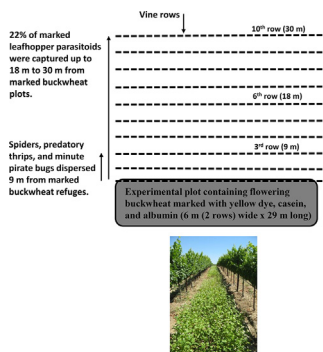 Vine rows
22% of marked
leafhopper parasitoids
were captured up to
18 m to 30 m from
marked buckwheat
plots.
10th row (30 m)
6th row (18 m)
Spiders, predatory
thrips, and minute
pirate bugs dispersed
9 m from marked
buckwheat refuges.
3rd row (9 m)
Experimental plot containing flowering
buckwheat marked with yellow dye, casein,
and albumin (6 m (2 rows) wide x 29 m long)